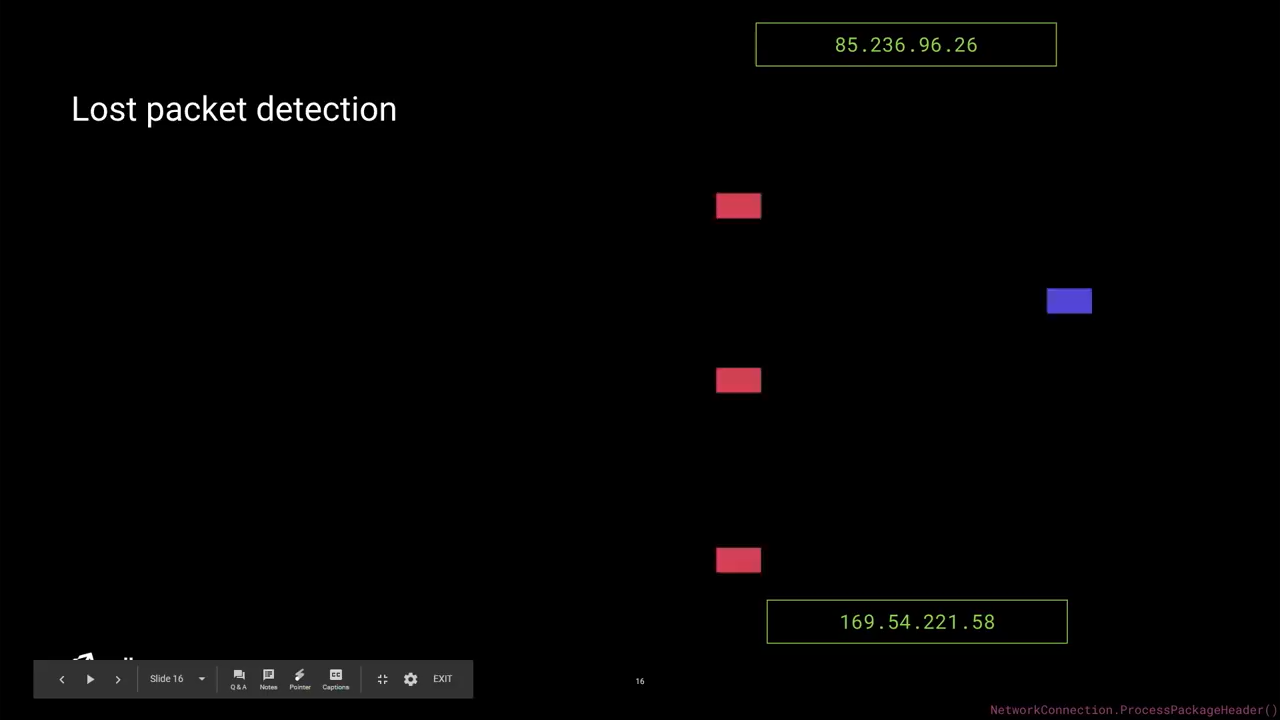 85.236.96.26
Lost packet detection
169.54.221.58
Slide 16
Q & A
Notes
Pointer
Captions
EXIT
16
NetworkConnection.ProcessPackageHeader()